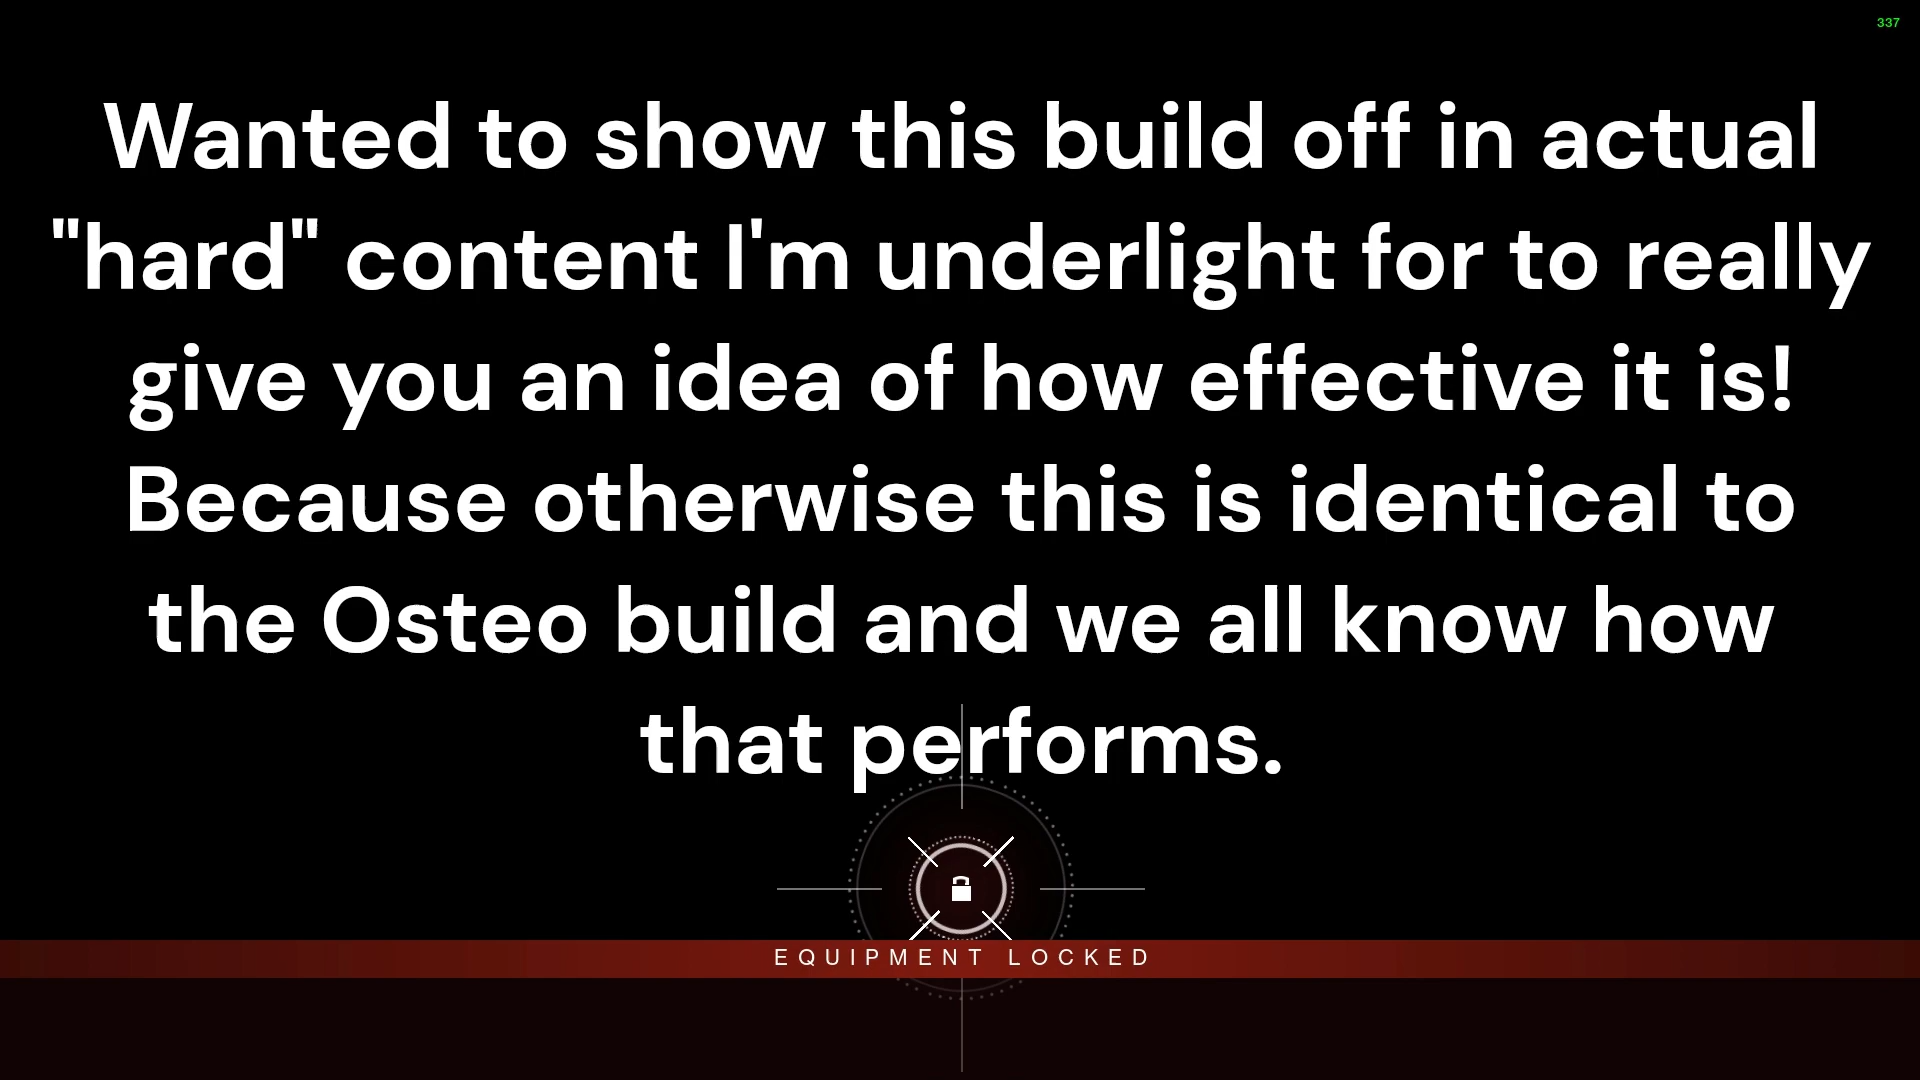 337
Wanted to show this build off in actual
"hard" content I'm underlight for to really
give you an idea of how effective it is!
Because otherwise this is identical to
the Osteo build and we all know how
that performs.
EQUIPMENT LOCKED